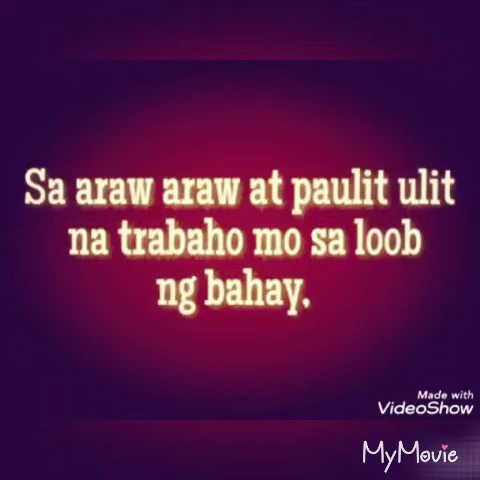 Sa araw araw at paulit ulit
na trabaho mo sa loob
ng bahay,
Made with
VideoShow
MyMovie